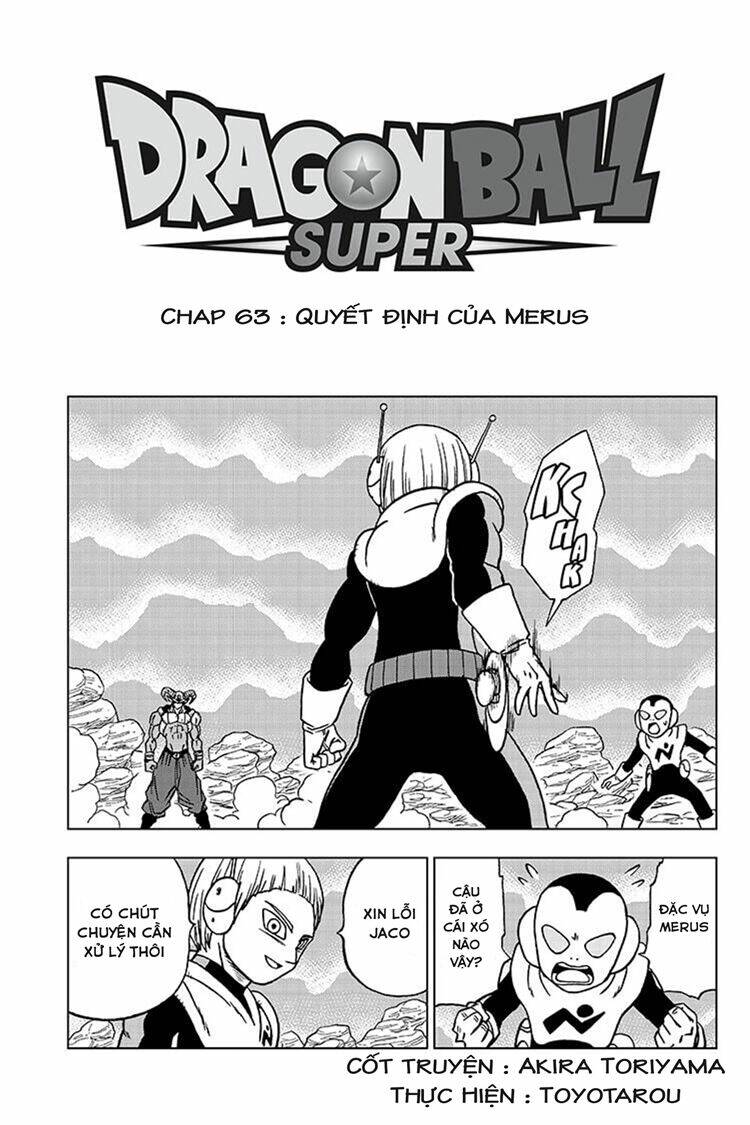 DRAGON BALL
SUPER
CHAP 63 : QUYẾT ĐỊNH CỦA MERUS
KCHAK
ĐẶC VỤ
MERUS
CẬU
ĐÃ Ở
CÁI XÓ
NÀO
VẬY?
XIN LỖI
JACO
CÓ CHÚT
CHUYỆN CẦN
XỬ LÝ THÔI
CỐT TRUYỆN : AKIRA TORIYAMA
THỰC HIỆN : TOYOTAROU